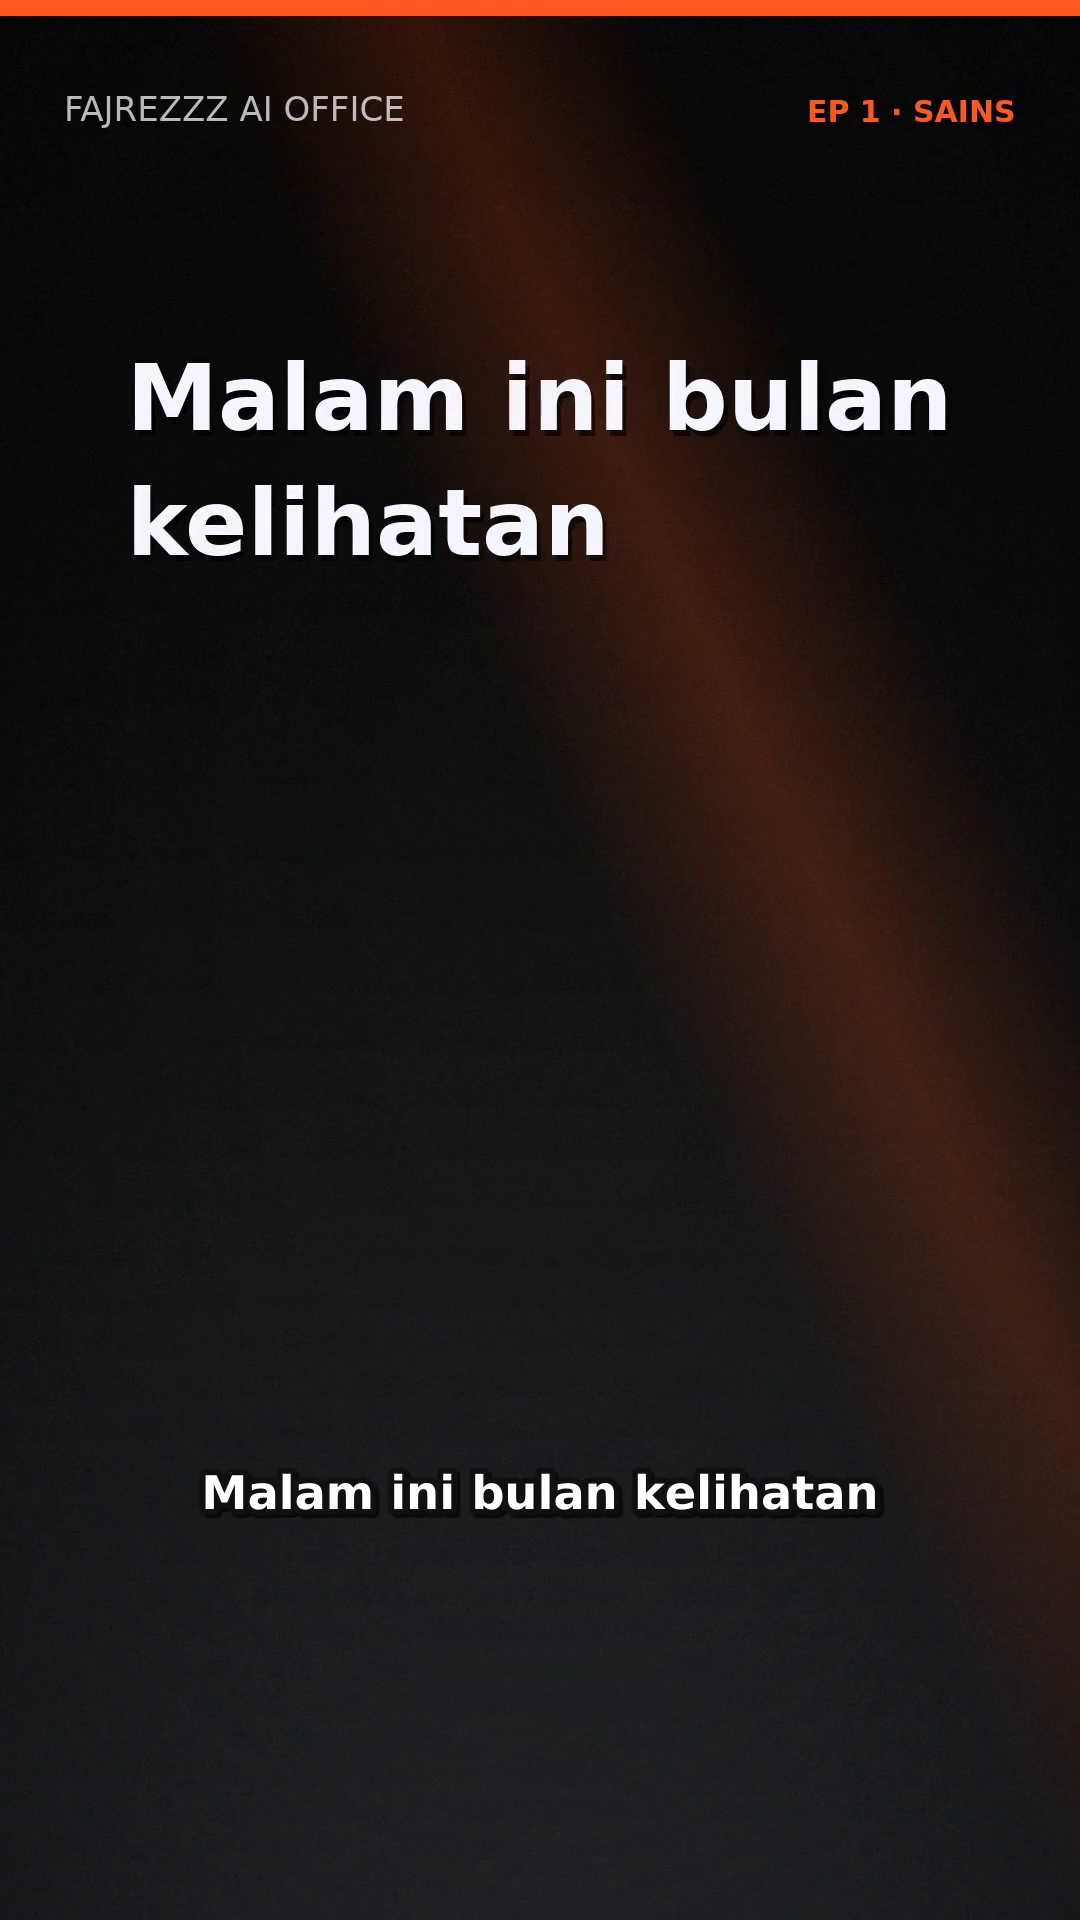 FAJREZZZ AI OFFICE
EP 1 · SAINS
Malam ini bulan
kelihatan
Malam ini bulan kelihatan